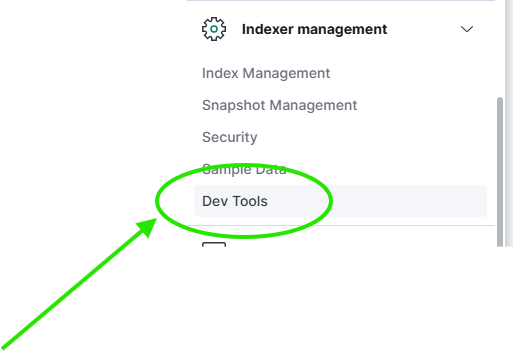 Indexer management
Index Management
Snapshot Management
Security
Sample Data
Dev Tools